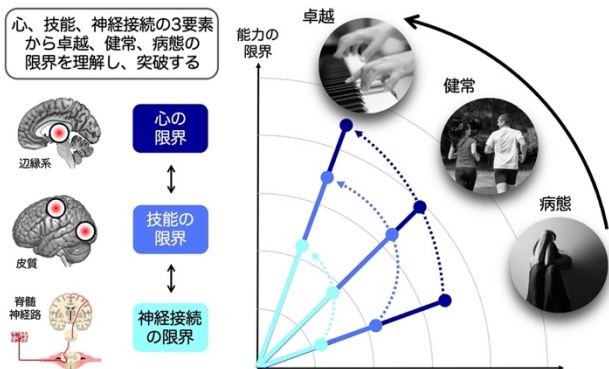 心、技能、神経接続の3要素
から卓越、健常、病態の
限界を理解し、突破する
辺縁系
心の
限界
皮質
技能の
限界
脊髄
神経路
神経接続
の限界
能力の
限界
卓越
健常
病態